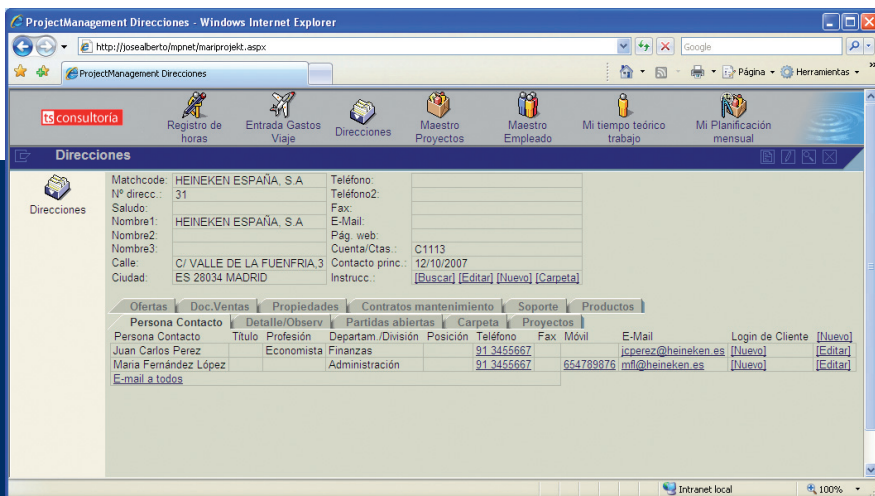 ProjectManagement Direcciones - Windows Internet Explorer
http://josealberto/mpnet/mariprojekt.aspx
Google
ProjectManagement Direcciones
Página
Herramientas
ts consultoría
Registro de horas
Entrada Gastos Viaje
Direcciones
Maestro Proyectos
Maestro Empleado
Mi tiempo teórico trabajo
Mi Planificación mensual
Direcciones
Direcciones
Matchcode: HEINEKEN ESPAÑA, S.A Teléfono:
Nº direcc.: 31 Teléfono2:
Saludo: Fax:
Nombre1: HEINEKEN ESPAÑA, S.A E-Mail:
Nombre2: Pág. web:
Nombre3: Cuenta/Ctas.: C1113
Calle: C/ VALLE DE LA FUENFRIA,3 Contacto princ.: 12/10/2007
Ciudad: ES 28034 MADRID Instrucc.: [Buscar] [Editar] [Nuevo] [Carpeta]
Ofertas Doc.Ventas Propiedades Contratos mantenimiento Soporte Productos
Persona Contacto Detalle/Observ Partidas abiertas Carpeta Proyectos
Persona Contacto Título Profesión Departam./División Posición Teléfono Fax Móvil E-Mail Login de Cliente [Nuevo]
Juan Carlos Perez Economista Finanzas 91 3455667 jcperez@heineken.es [Nuevo] [Editar]
Maria Fernández López Administración 91 3455667 654789876 mfl@heineken.es [Nuevo] [Editar]
E-mail a todos
Intranet local
100%